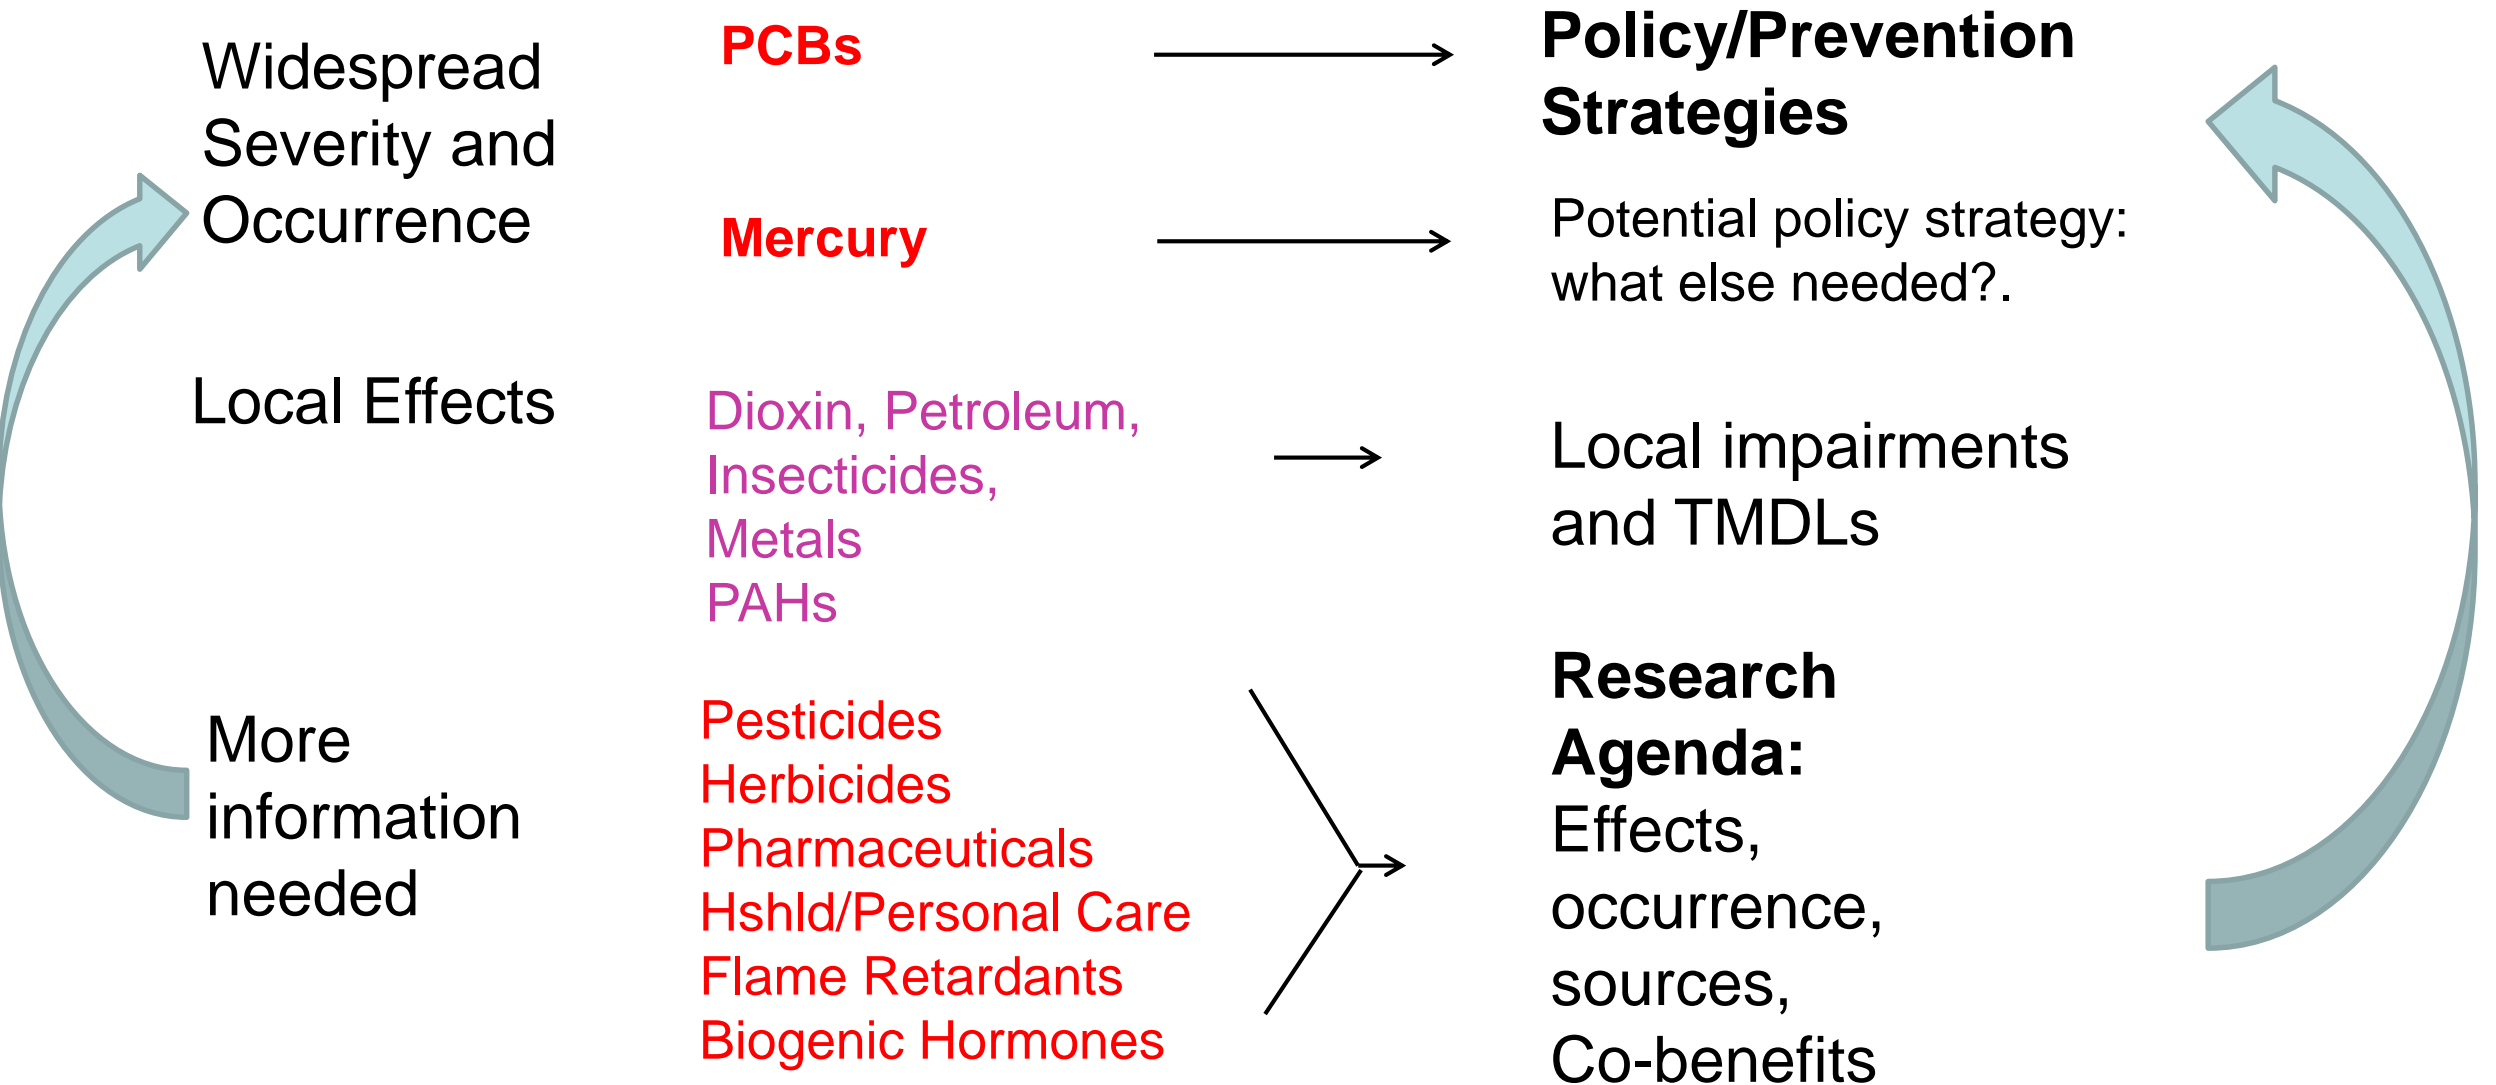 Widespread
Severity and
Occurrence
PCBs
Mercury
Policy/Prevention
Strategies
Potential policy strategy:
what else needed?.
Local Effects
Dioxin, Petroleum,
Insecticides,
Metals
PAHs
Local impairments
and TMDLs
More
information
needed
Pesticides
Herbicides
Pharmaceuticals
Hshld/Personal Care
Flame Retardants
Biogenic Hormones
Research
Agenda:
Effects,
occurrence,
sources,
Co-benefits